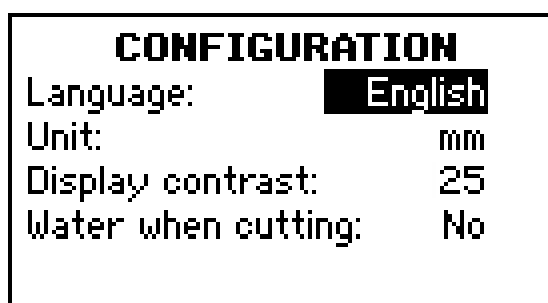 CONFIGURATION
Language: English
Unit: mm
Display contrast: 25
Water when cutting: No